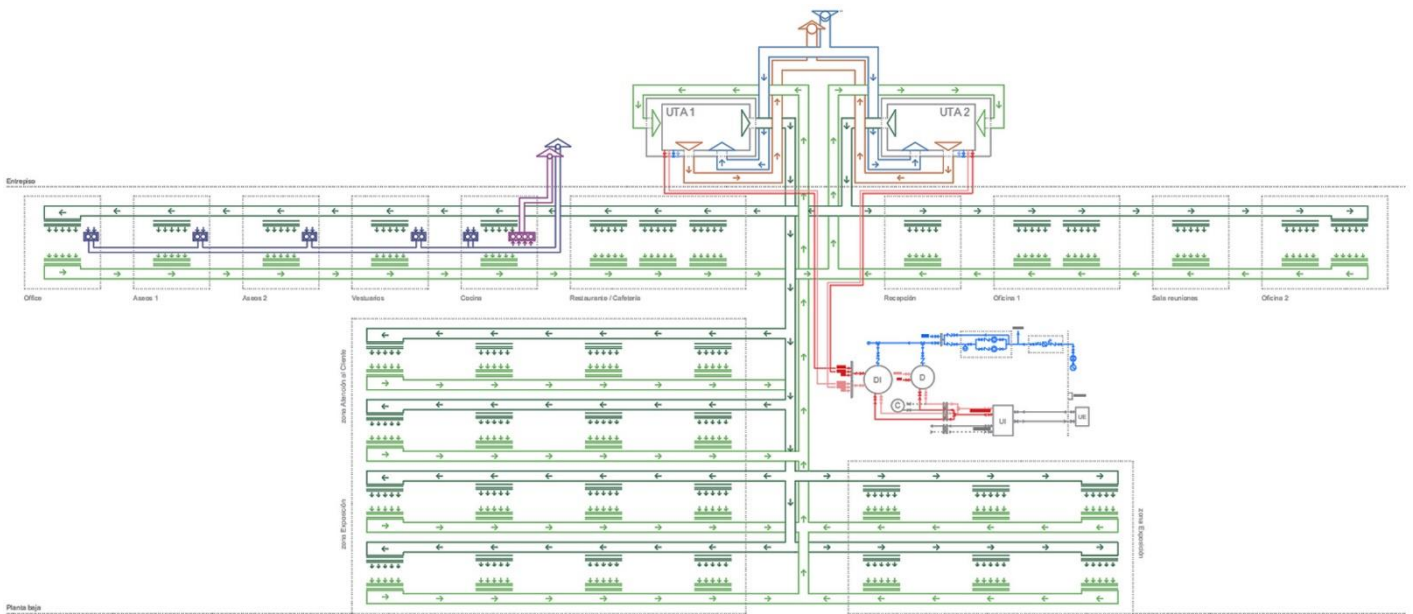 UTA 1
UTA 2
Entrepiso
Office
Aseos 1
Aseos 2
Vestuarios
Cocina
Restaurante / Cafetería
Recepción
Oficina 1
Sala reuniones
Oficina 2
zona Atención al Cliente
DI
D
C
UI
UE
zona Exposición
zona Exposición
Planta baja